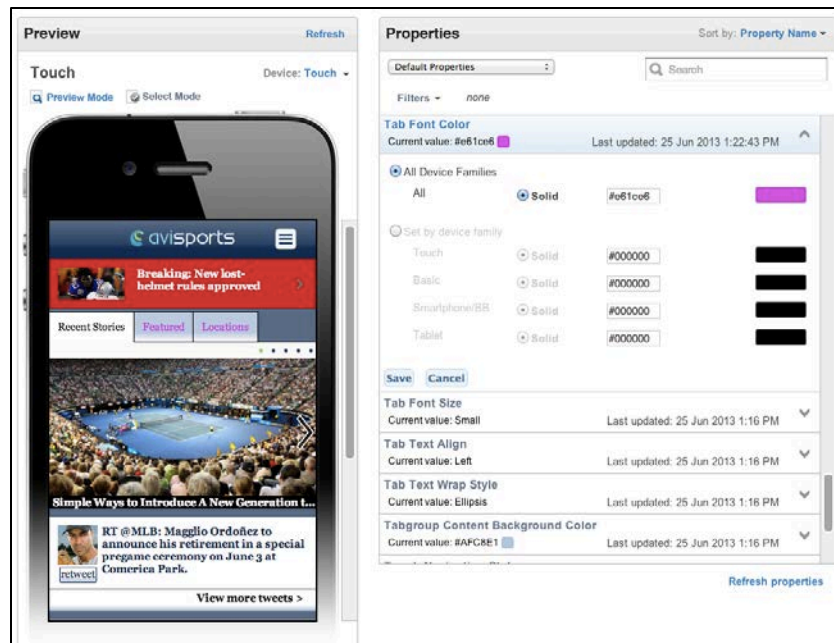 Preview
Refresh
Touch
Device: Touch
Preview Mode
Select Mode
avisports
Breaking: New lost-
helmet rules approved
Recent Stories
Featured
Locations
Simple Ways to Introduce A New Generation t...
RT @MLB: Magglio Ordoñez to
announce his retirement in a special
pregame ceremony on June 3 at
Comerica Park.
retweet
View more tweets >
Properties
Sort by: Property Name
Default Properties
Search
Filters
none
Tab Font Color
Current value: #e61ce6
Last updated: 25 Jun 2013 1:22:43 PM
All Device Families
All
Solid
#e61ce6
Set by device family
Touch
Solid
#000000
Basic
Solid
#000000
Smartphone/BB
Solid
#000000
Tablet
Solid
#000000
Save
Cancel
Tab Font Size
Current value: Small
Last updated: 25 Jun 2013 1:16 PM
Tab Text Align
Current value: Left
Last updated: 25 Jun 2013 1:16 PM
Tab Text Wrap Style
Current value: Ellipsis
Last updated: 25 Jun 2013 1:16 PM
Tabgroup Content Background Color
Current value: #AFC8E1
Last updated: 25 Jun 2013 1:16 PM
Refresh properties